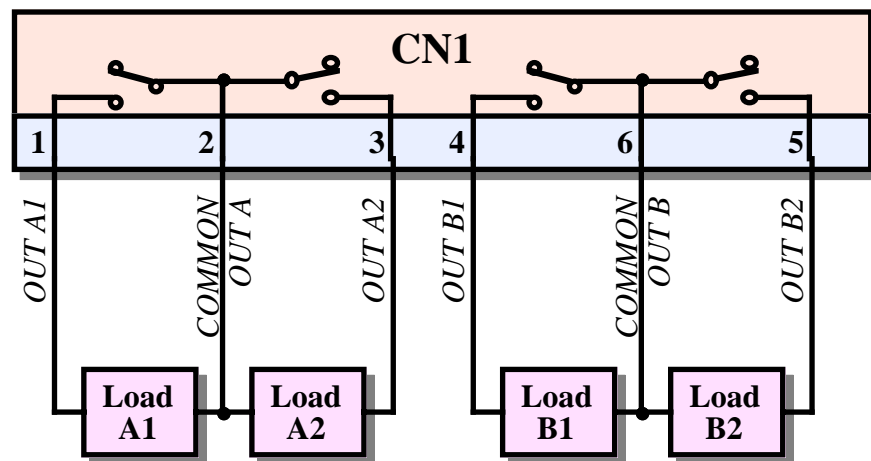 CN1
1 2 3 4 6 5
OUT A1
COMMON
OUT A
OUT A2
OUT B1
COMMON
OUT B
OUT B2
Load
A1
Load
A2
Load
B1
Load
B2